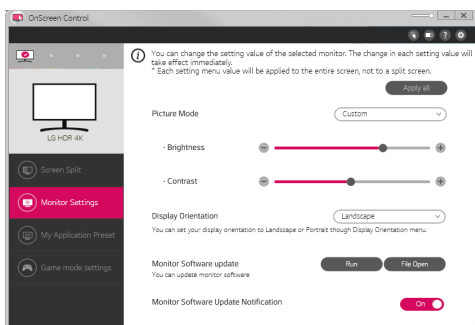 OnScreen Control
You can change the setting value of the selected monitor. The change in each setting value will
take effect immediately.
* Each setting menu value will be applied to the entire screen, not to a split screen.
Apply all
LG HDR 4K
Picture Mode
Custom
- Brightness
- Contrast
Screen Split
Monitor Settings
My Application Preset
Game mode settings
Display Orientation
Landscape
You can set your display orientation to Landscape or Portrait though Display Orientation menu.
Monitor Software update
You can update monitor software
Run
File Open
Monitor Software Update Notification
On